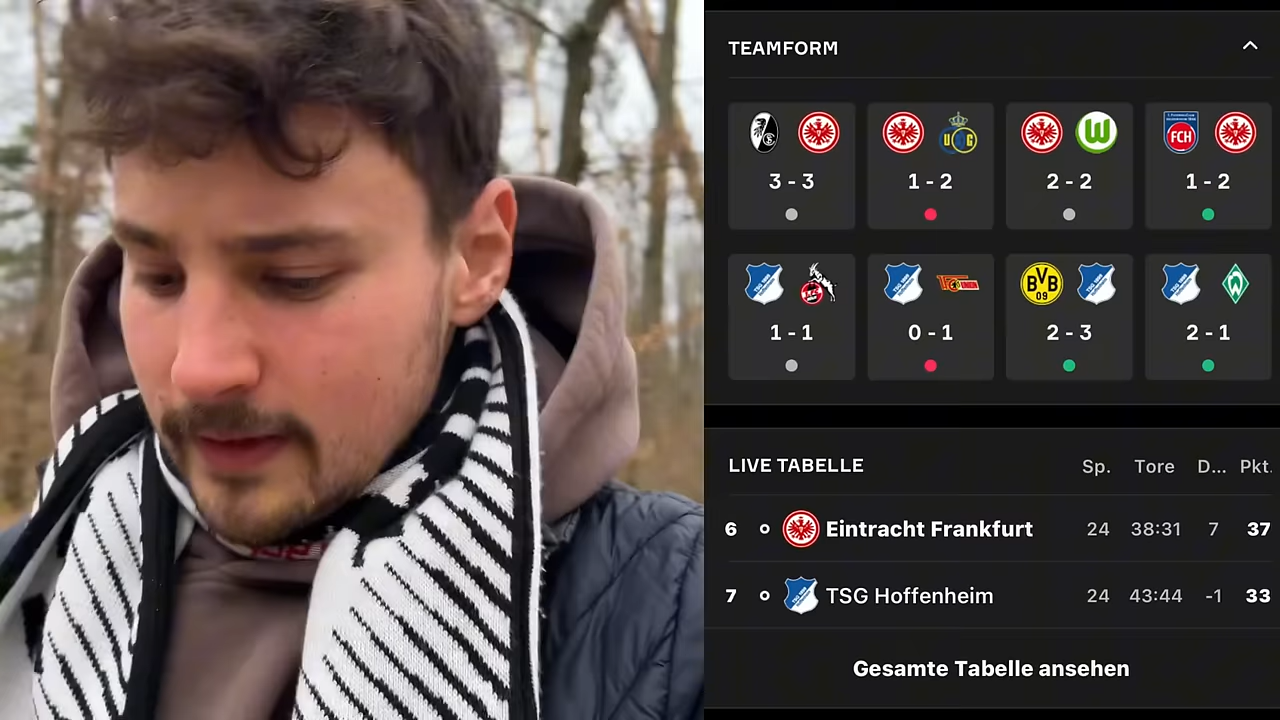 TEAMFORM
3 - 3
1 - 2
2 - 2
1 - 2
1 - 1
0 - 1
2 - 3
2 - 1
LIVE TABELLE Sp. Tore D... Pkt.
6 Eintracht Frankfurt 24 38:31 7 37
7 TSG Hoffenheim 24 43:44 -1 33
Gesamte Tabelle ansehen